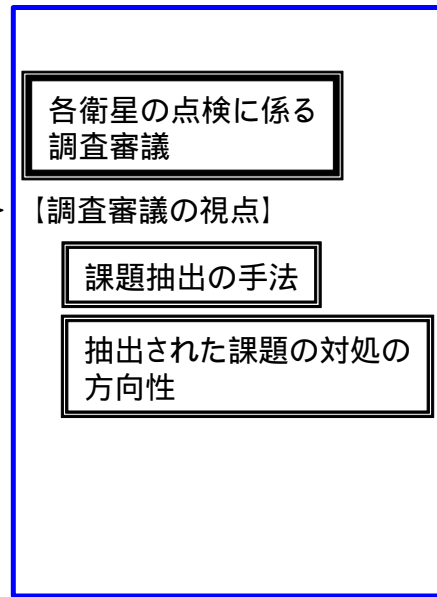 各衛星の点検に係る
調査審議
【調査審議の視点】
課題抽出の手法
抽出された課題の対処の
方向性